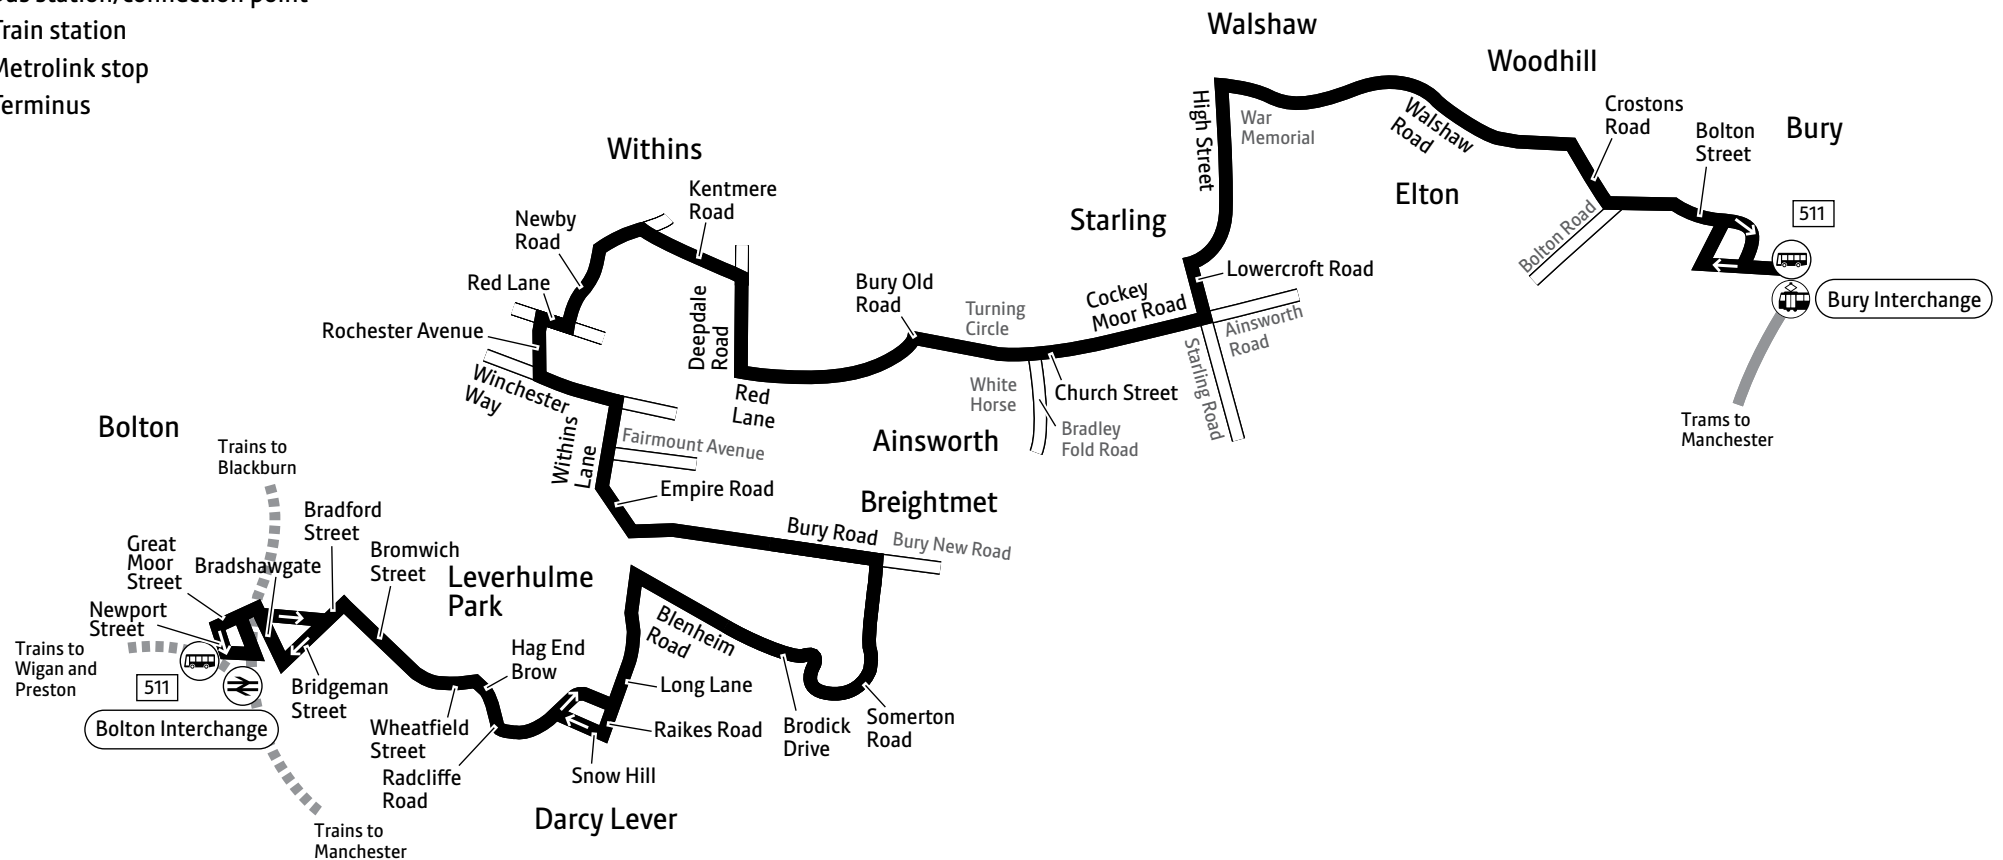 Train station
Metrolink stop
Terminus
Walshaw
Woodhill
Crostons
Road
Bolton
Street
Bury
High Street
War
Memorial
Walshaw
Road
Elton
Bolton Road
511
Bury Interchange
Trams to
Manchester
Withins
Kentmere
Road
Newby
Road
Red Lane
Rochester Avenue
Deepdale
Road
Winchester
Way
Red
Lane
Bury Old
Road
Turning
Circle
Starling
Lowercroft Road
Cockey
Moor Road
Ainsworth
Road
Starling Road
White
Horse
Church Street
Bradley
Fold Road
Ainsworth
Withins
Lane
Fairmount Avenue
Empire Road
Breightmet
Bury Road
Bury New Road
Bolton
Trains to
Blackburn
Bradford
Street
Great
Moor
Street
Bradshawgate
Bromwich
Street
Leverhulme
Park
Newport
Street
Trains to
Wigan and
Preston
511
Bolton Interchange
Bridgeman
Street
Wheatfield
Street
Radcliffe
Road
Hag End
Brow
Blenheim
Road
Long Lane
Raikes Road
Snow Hill
Brodick
Drive
Somerton
Road
Darcy Lever
Trains to
Manchester